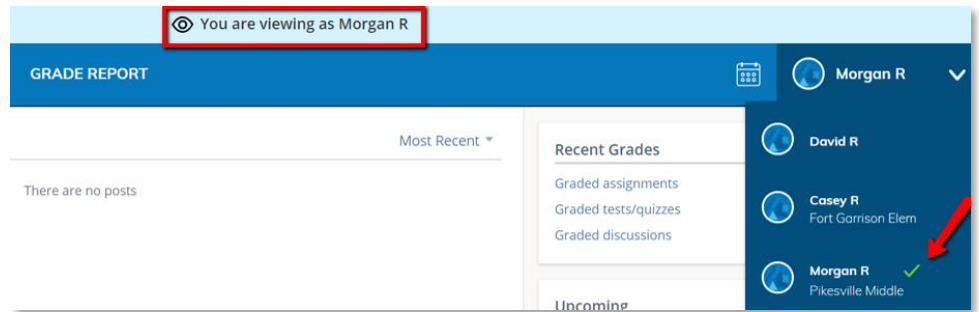 You are viewing as Morgan R
GRADE REPORT
Morgan R
Most Recent
There are no posts
Recent Grades
Graded assignments
Graded tests/quizzes
Graded discussions
Upcoming
David R
Casey R
Fort Garrison Elem
Morgan R
Pikesville Middle